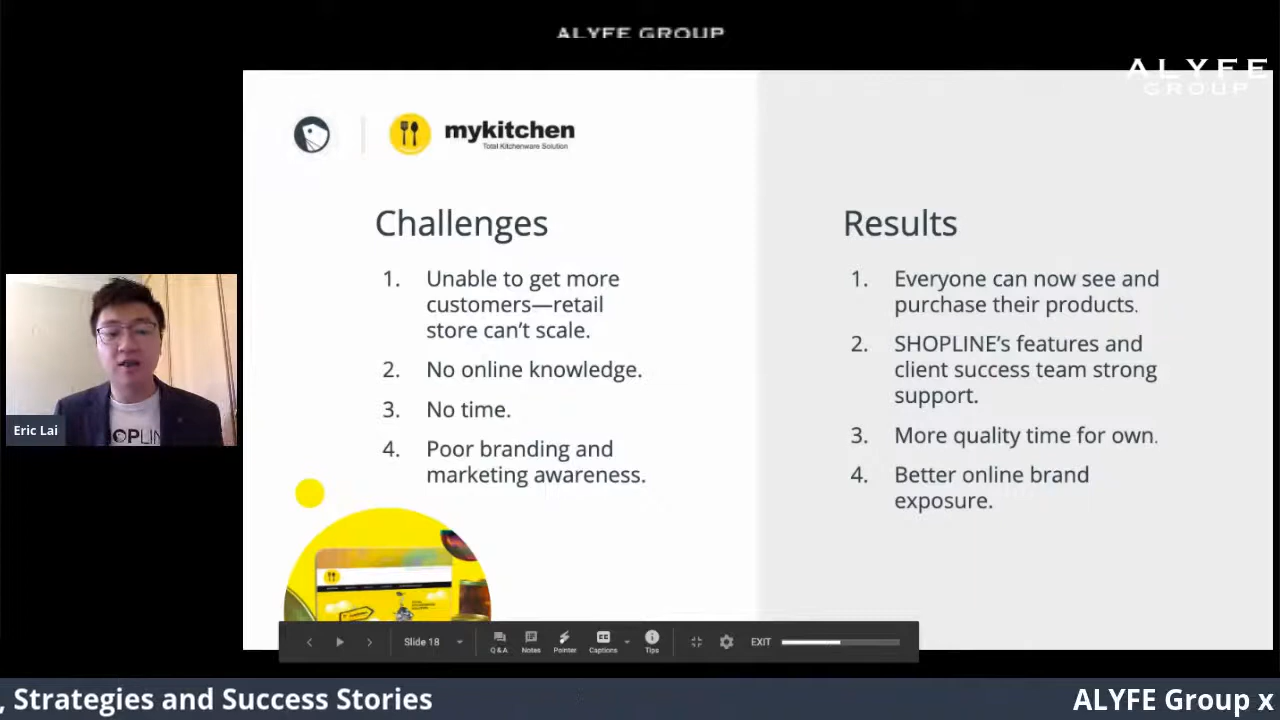 ALYFE GROUP
ALYFE
GROUP
mykitchen
Total Kitchenware Solution
Challenges
1. Unable to get more
customers—retail
store can't scale.
2. No online knowledge.
3. No time.
4. Poor branding and
marketing awareness.
Results
1. Everyone can now see and
purchase their products.
2. SHOPLINE's features and
client success team strong
support.
3. More quality time for own.
4. Better online brand
exposure.
OPLIN
Eric Lai
Slide 18
Q&A
Notes
Pointer
CC
Captions
Tips
EXIT
, Strategies and Success Stories
ALYFE Group x